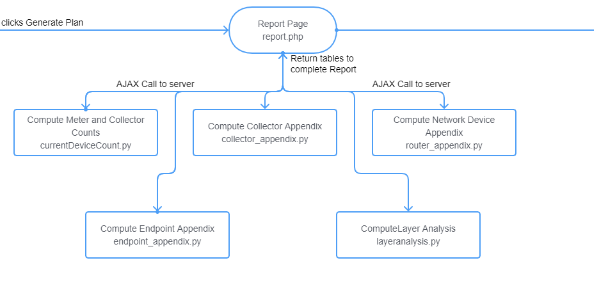 clicks Generate Plan
Report Page
report.php
Return tables to
complete Report
AJAX Call to server
AJAX Call to server
Compute Meter and Collector
Counts
currentDeviceCount.py
Compute Collector Appendix
collector_appendix.py
Compute Network Device
Appendix
router_appendix.py
Compute Endpoint Appendix
endpoint_appendix.py
ComputeLayer Analysis
layeranalysis.py